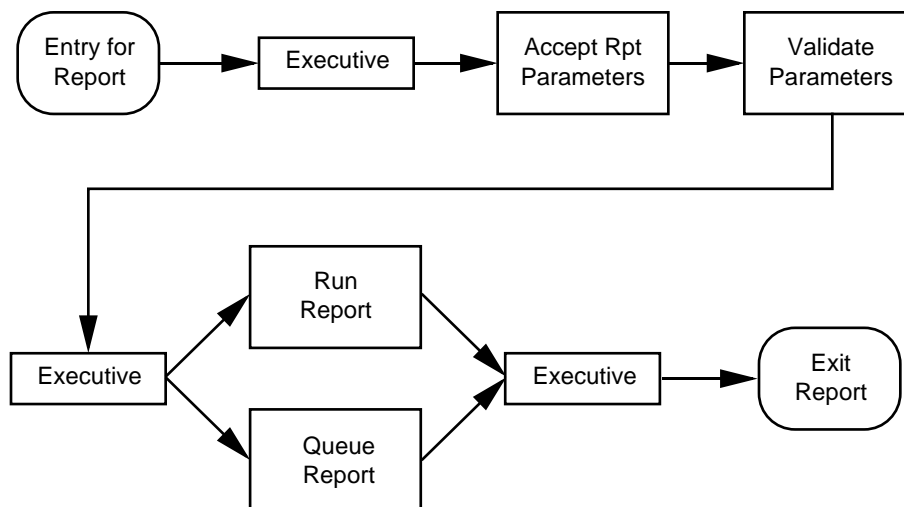 Entry for
Report
Executive
Accept Rpt
Parameters
Validate
Parameters
Run
Report
Executive
Executive
Exit
Report
Queue
Report